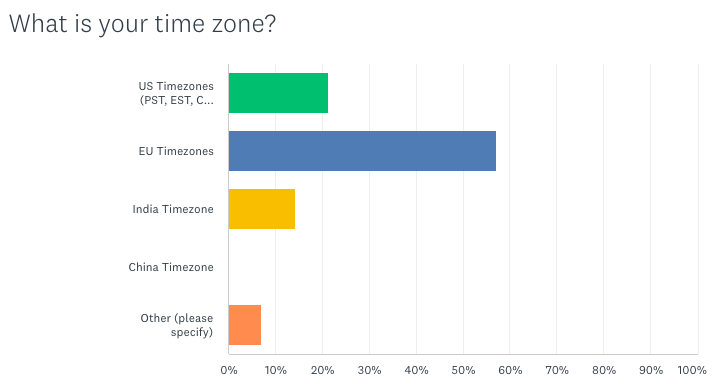 What is your time zone?
US Timezones
(PST, EST, C...
EU Timezones
India Timezone
China Timezone
Other (please
specify)
0% 10% 20% 30% 40% 50% 60% 70% 80% 90% 100%